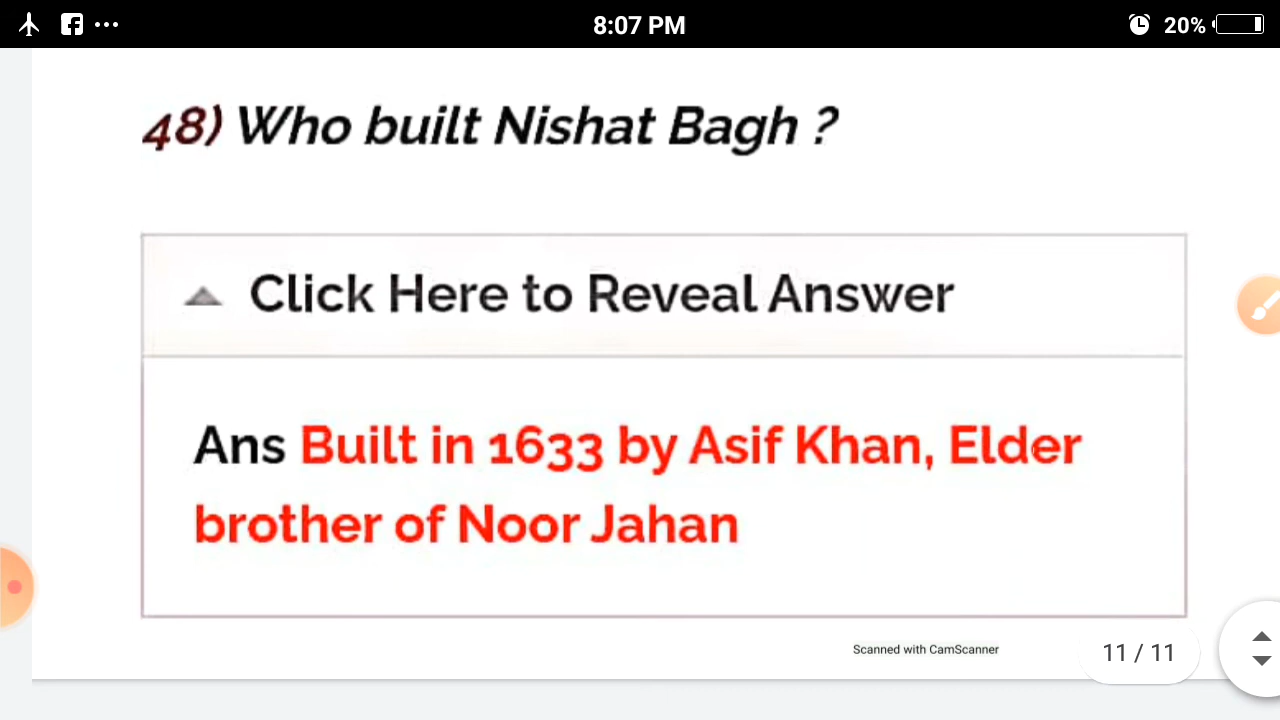 8:07 PM
20%
48) Who built Nishat Bagh ?
Click Here to Reveal Answer
Ans Built in 1633 by Asif Khan, Elder
brother of Noor Jahan
Scanned with CamScanner
11 / 11